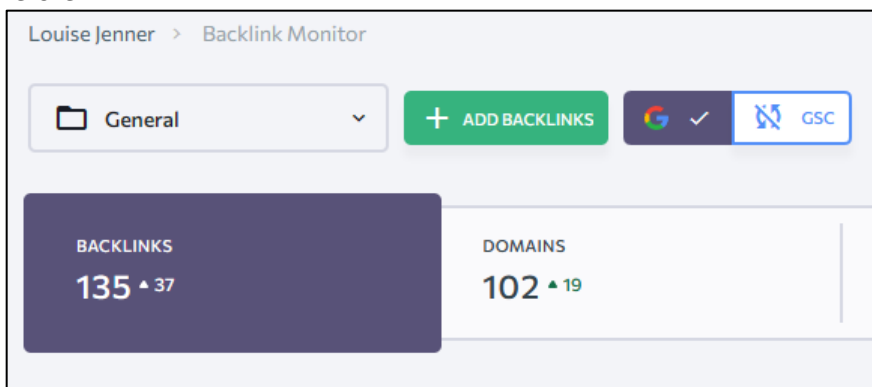 Louise Jenner > Backlink Monitor
General
+ ADD BACKLINKS
GSC
BACKLINKS
135 ▲ 37
DOMAINS
102 ▲ 19